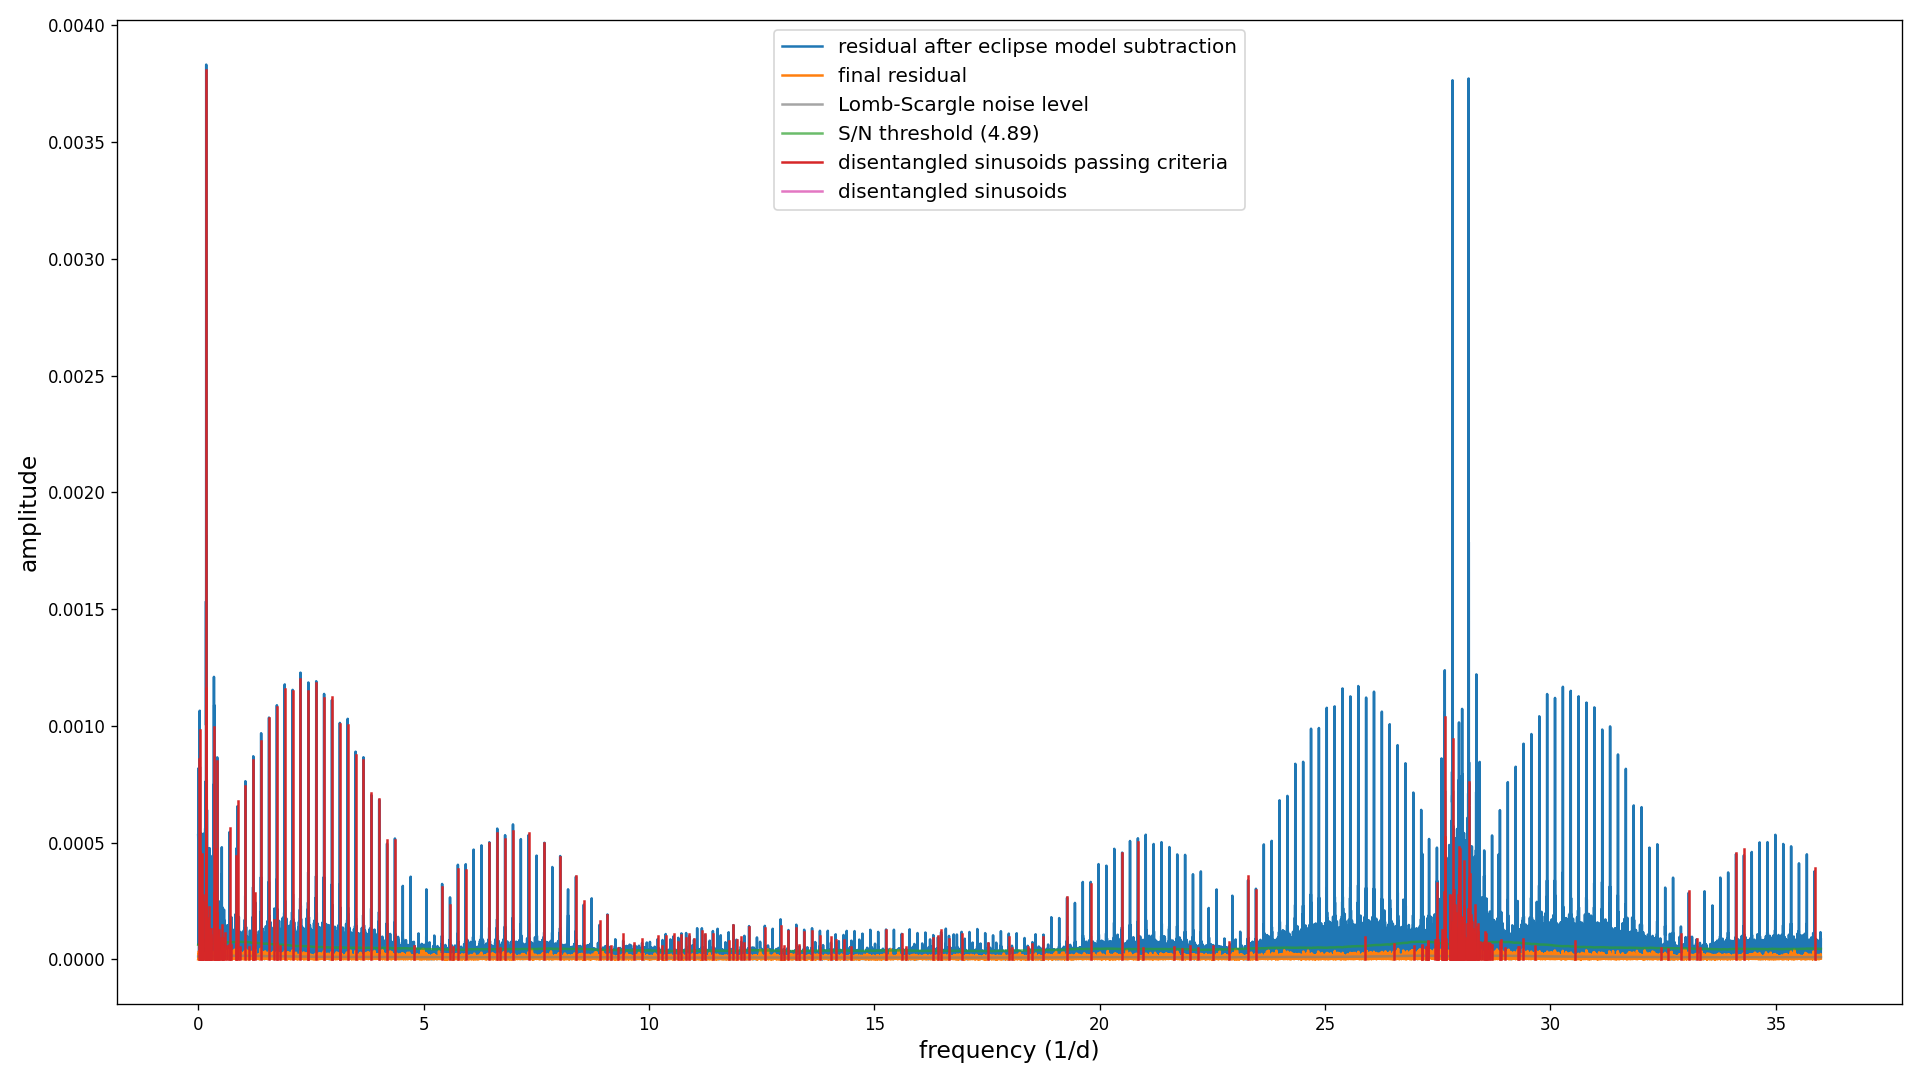 0.0040
0.0035
0.0030
0.0025
0.0020
0.0015
0.0010
0.0005
0.0000
amplitude
residual after eclipse model subtraction
final residual
Lomb-Scargle noise level
S/N threshold (4.89)
disentangled sinusoids passing criteria
disentangled sinusoids
0 5 10 15 20 25 30 35
frequency (1/d)